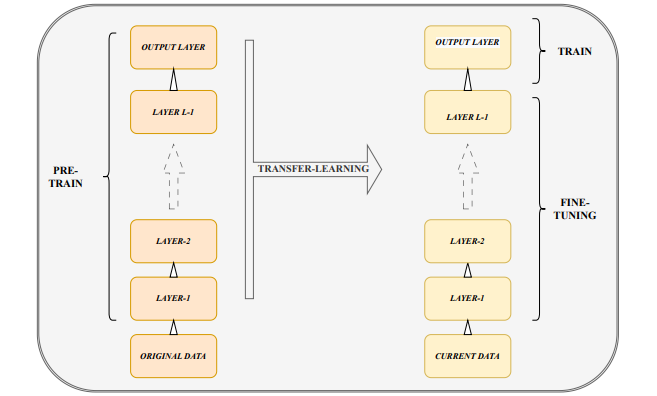 PRE-
TRAIN
OUTPUT LAYER
LAYER L-1
LAYER-2
LAYER-1
ORIGINAL DATA
TRANSFER-LEARNING
OUTPUT LAYER
LAYER L-1
LAYER-2
LAYER-1
CURRENT DATA
TRAIN
FINE-
TUNING